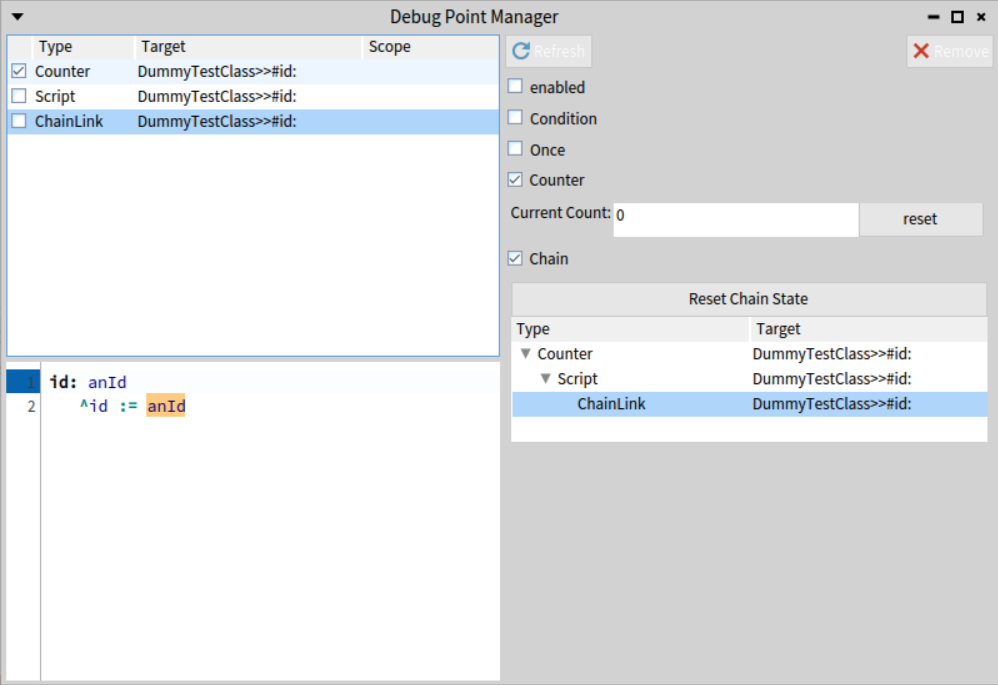 Debug Point Manager
Type Target Scope
Counter DummyTestClass>>#id:
Script DummyTestClass>>#id:
ChainLink DummyTestClass>>#id:
1 id: anId
2 ^id := anId
Refresh Remove
enabled
Condition
Once
Counter
Current Count: 0 reset
Chain
Reset Chain State
Type Target
Counter DummyTestClass>>#id:
Script DummyTestClass>>#id:
ChainLink DummyTestClass>>#id: